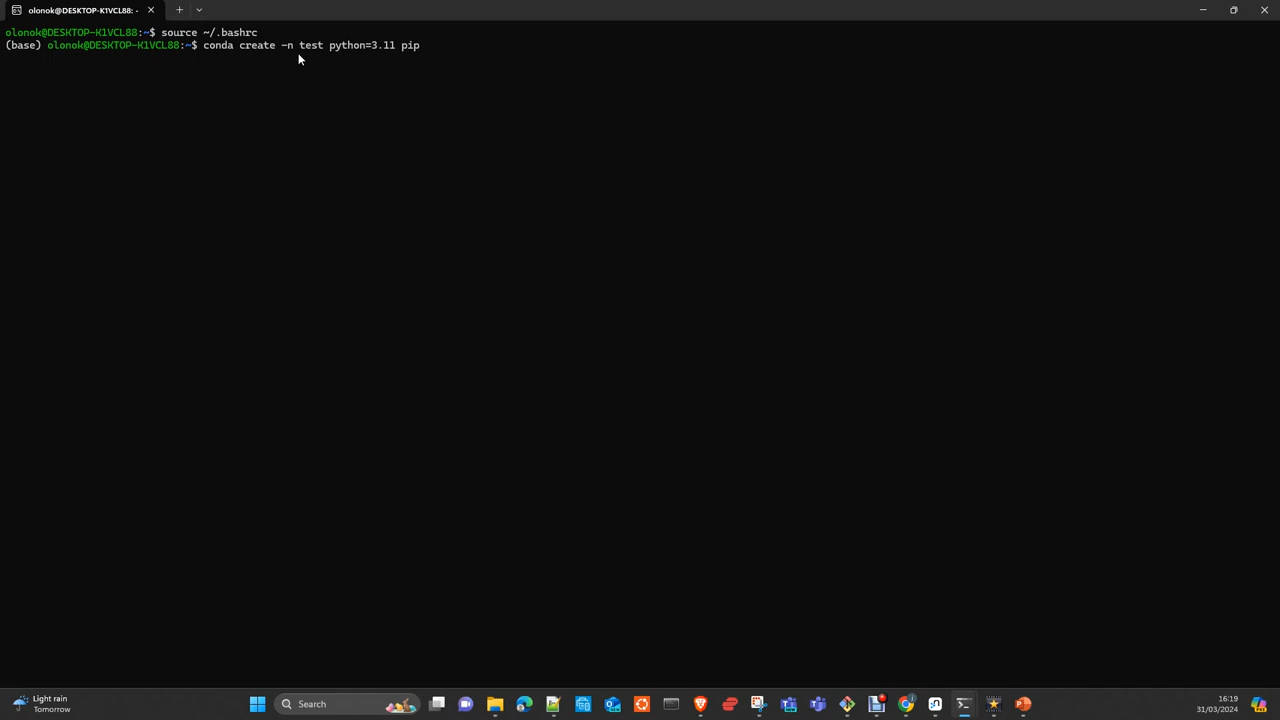 olonok@DESKTOP-K1VCL88: ~
olonok@DESKTOP-K1VCL88:~$ source ~/.bashrc
(base) olonok@DESKTOP-K1VCL88:~$ conda create -n test python=3.11 pip
Light rain
Tomorrow
Search
16:19
31/03/2024